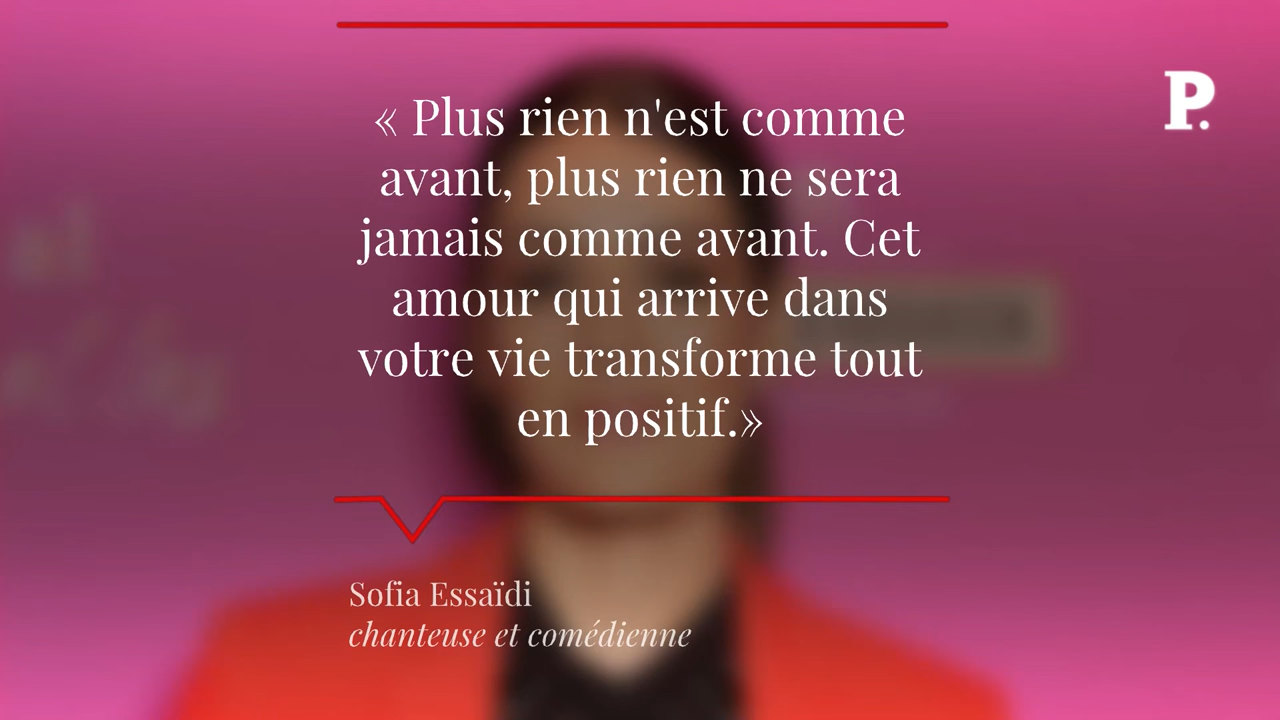 P.
« Plus rien n'est comme
avant, plus rien ne sera
jamais comme avant. Cet
amour qui arrive dans
votre vie transforme tout
en positif.»
Sofia Essaïdi
chanteuse et comédienne